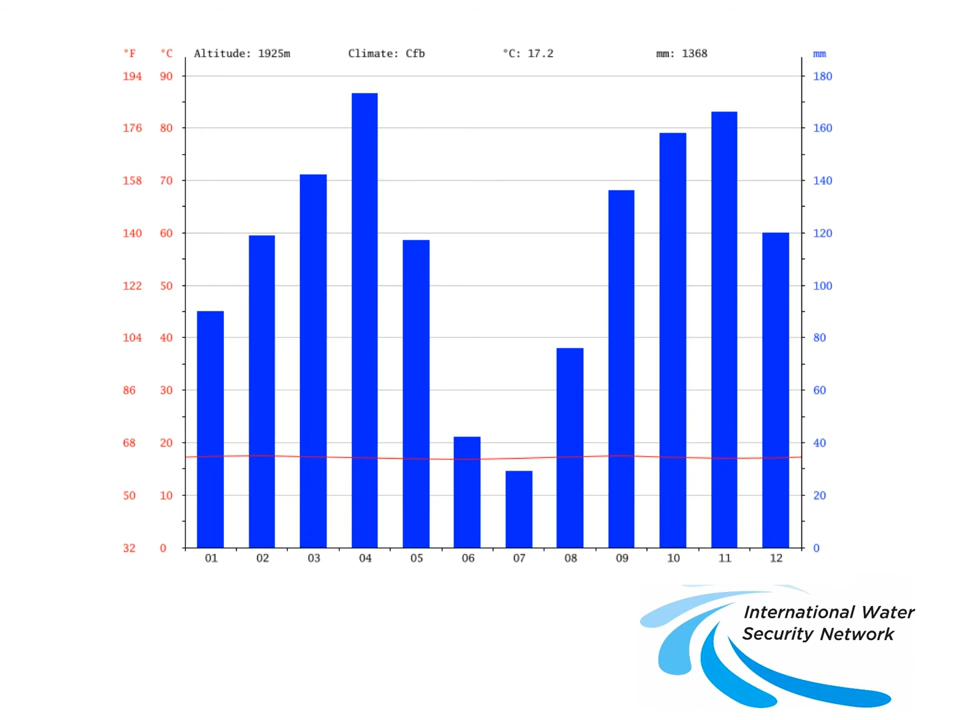 °F °C Altitude: 1925m Climate: Cfb °C: 17.2 mm: 1368 mm
194 90 180
176 80 160
158 70 140
140 60 120
122 50 100
104 40 80
86 30 60
68 20 40
50 10 20
32 0 0
01 02 03 04 05 06 07 08 09 10 11 12
International Water
Security Network